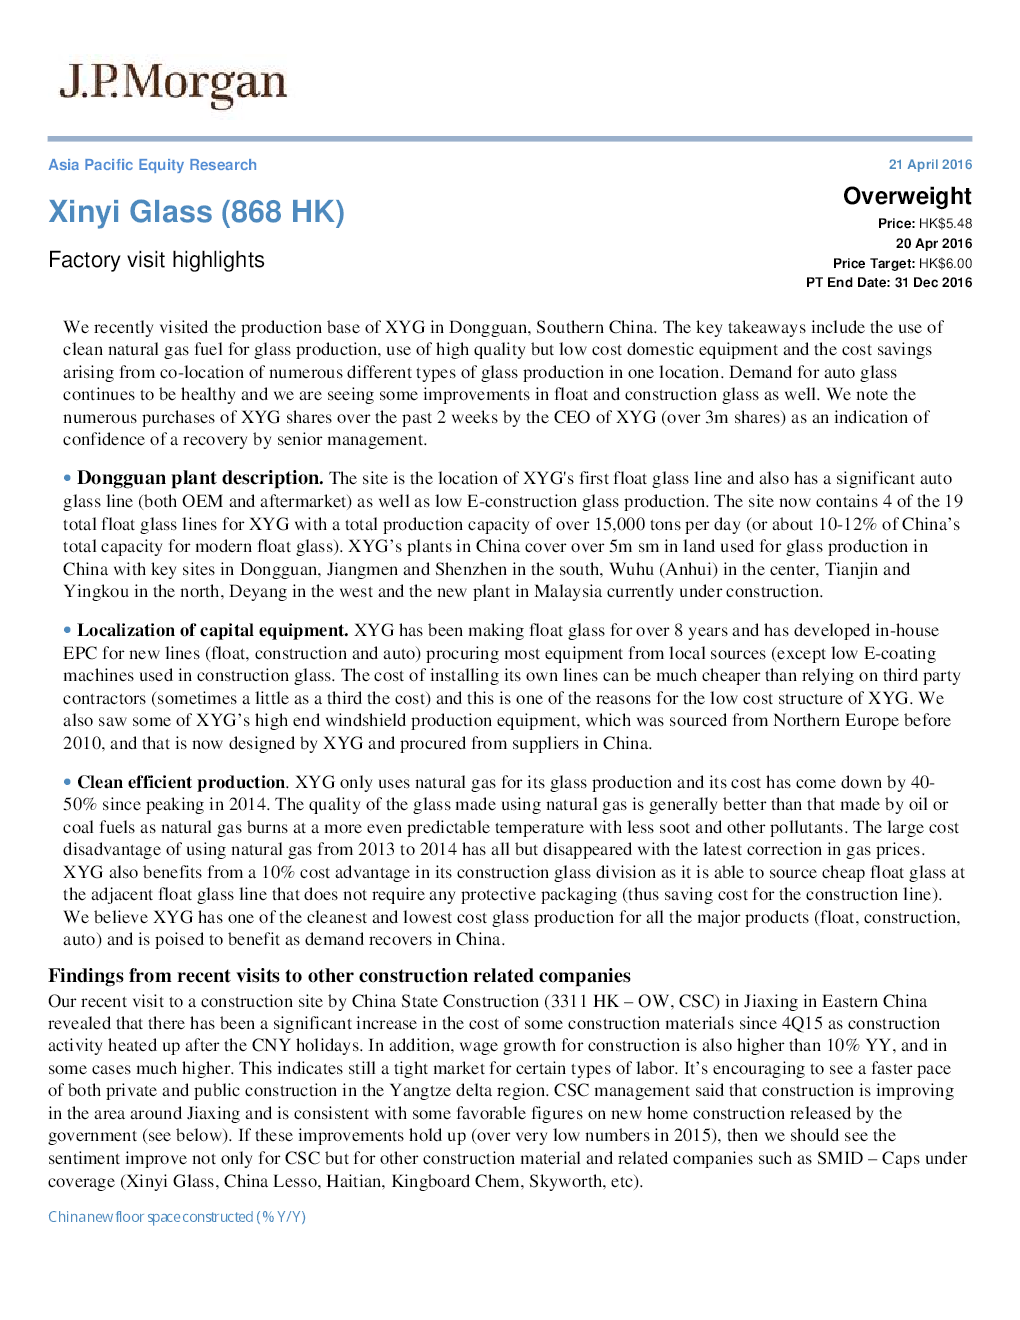 J.P.Morgan
Asia Pacific Equity Research
21 April 2016
Xinyi Glass (868 HK)
Factory visit highlights
Overweight
Price: HK$5.48
20 Apr 2016
Price Target: HK$6.00
PT End Date: 31 Dec 2016
We recently visited the production base of XYG in Dongguan, Southern China. The key takeaways include the use of
clean natural gas fuel for glass production, use of high quality but low cost domestic equipment and the cost savings
arising from co-location of numerous different types of glass production in one location. Demand for auto glass
continues to be healthy and we are seeing some improvements in float and construction glass as well. We note the
numerous purchases of XYG shares over the past 2 weeks by the CEO of XYG (over 3m shares) as an indication of
confidence of a recovery by senior management.
• Dongguan plant description. The site is the location of XYG's first float glass line and also has a significant auto
glass line (both OEM and aftermarket) as well as low E-construction glass production. The site now contains 4 of the 19
total float glass lines for XYG with a total production capacity of over 15,000 tons per day (or about 10-12% of China’s
total capacity for modern float glass). XYG’s plants in China cover over 5m sm in land used for glass production in
China with key sites in Dongguan, Jiangmen and Shenzhen in the south, Wuhu (Anhui) in the center, Tianjin and
Yingkou in the north, Deyang in the west and the new plant in Malaysia currently under construction.
• Localization of capital equipment. XYG has been making float glass for over 8 years and has developed in-house
EPC for new lines (float, construction and auto) procuring most equipment from local sources (except low E-coating
machines used in construction glass. The cost of installing its own lines can be much cheaper than relying on third party
contractors (sometimes a little as a third the cost) and this is one of the reasons for the low cost structure of XYG. We
also saw some of XYG’s high end windshield production equipment, which was sourced from Northern Europe before
2010, and that is now designed by XYG and procured from suppliers in China.
• Clean efficient production. XYG only uses natural gas for its glass production and its cost has come down by 40-
50% since peaking in 2014. The quality of the glass made using natural gas is generally better than that made by oil or
coal fuels as natural gas burns at a more even predictable temperature with less soot and other pollutants. The large cost
disadvantage of using natural gas from 2013 to 2014 has all but disappeared with the latest correction in gas prices.
XYG also benefits from a 10% cost advantage in its construction glass division as it is able to source cheap float glass at
the adjacent float glass line that does not require any protective packaging (thus saving cost for the construction line).
We believe XYG has one of the cleanest and lowest cost glass production for all the major products (float, construction,
auto) and is poised to benefit as demand recovers in China.
Findings from recent visits to other construction related companies
Our recent visit to a construction site by China State Construction (3311 HK – OW, CSC) in Jiaxing in Eastern China
revealed that there has been a significant increase in the cost of some construction materials since 4Q15 as construction
activity heated up after the CNY holidays. In addition, wage growth for construction is also higher than 10% YY, and in
some cases much higher. This indicates still a tight market for certain types of labor. It’s encouraging to see a faster pace
of both private and public construction in the Yangtze delta region. CSC management said that construction is improving
in the area around Jiaxing and is consistent with some favorable figures on new home construction released by the
government (see below). If these improvements hold up (over very low numbers in 2015), then we should see the
sentiment improve not only for CSC but for other construction material and related companies such as SMID – Caps under
coverage (Xinyi Glass, China Lesso, Haitian, Kingboard Chem, Skyworth, etc).
China new floor space constructed (% Y/Y)